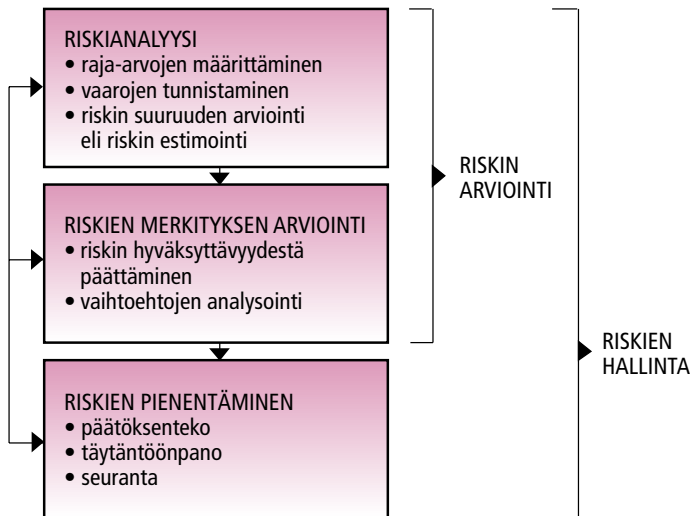 RISKIANALYYSI
• raja-arvojen määrittäminen
• vaarojen tunnistaminen
• riskin suuruuden arviointi
eli riskin estimointi
RISKIEN MERKITYKSEN ARVIOINTI
• riskin hyväksyttävyydestä
päättäminen
• vaihtoehtojen analysointi
RISKIEN PIENENTÄMINEN
• päätöksenteko
• täytäntöönpano
• seuranta
RISKIN
ARVIOINTI
RISKIEN
HALLINTA